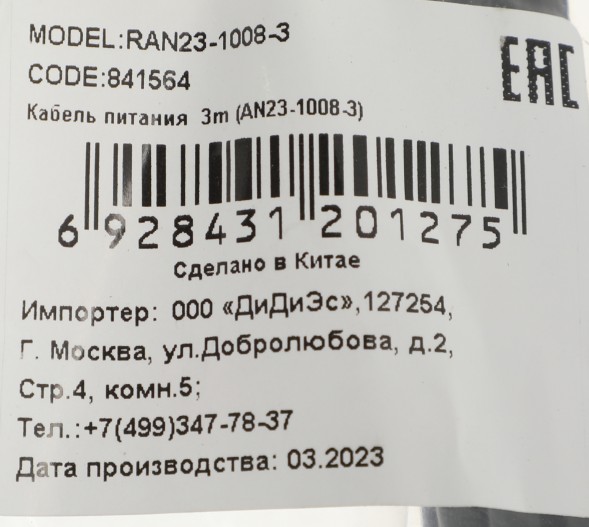 MODEL:RAN23-1008-3
EAC
CODE:841564
Кабель питания 3m (AN23-1008-3)
6 928431 201275
Сделано в Китае
Импортер: ООО «ДиДиЭс»,127254,
Г. Москва, ул.Добролюбова, д.2,
Стр.4, комн.5;
Тел.:+7(499)347-78-37
Дата производства: 03.2023